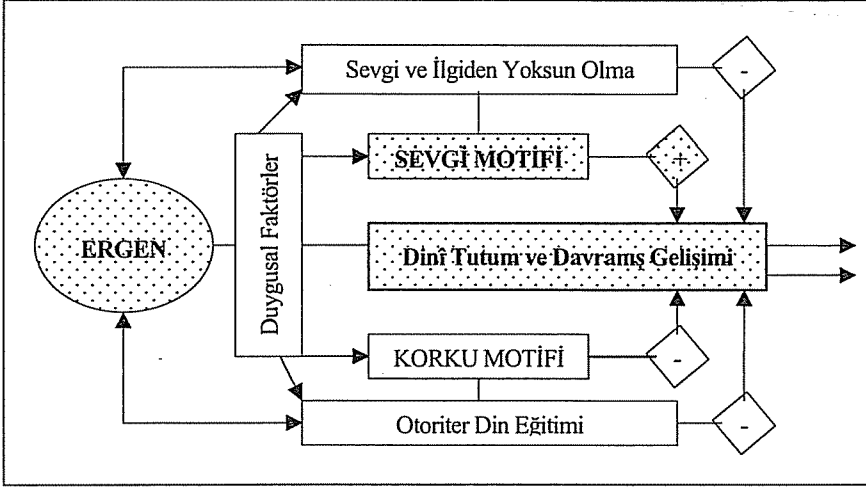 Sevgi ve İlgiden Yoksun Olma
-
SEVGİ MOTİFİ
+
ERGEN
Duygusal Faktörler
Dinî Tutum ve Davranış Gelişimi
KORKU MOTİFİ
-
Otoriter Din Eğitimi
-